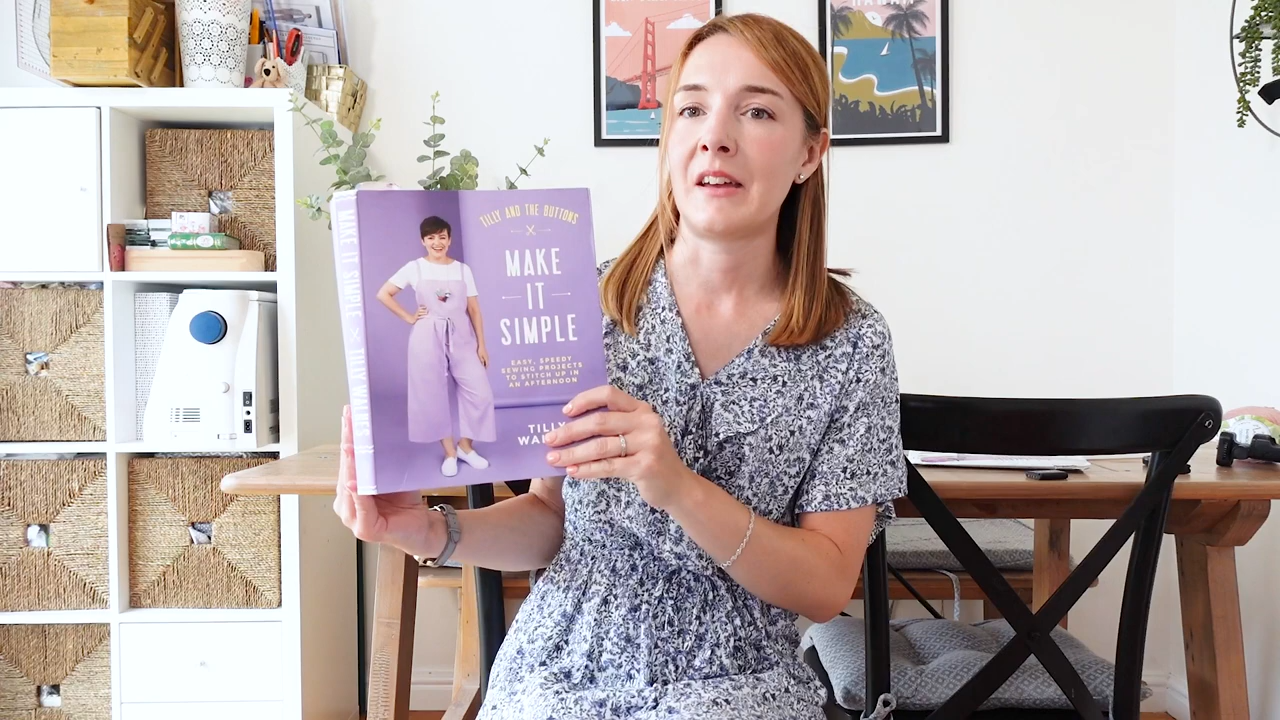 TILLY AND THE BUTTONS
MAKE
IT
SIMPLE
EASY, SPEEDY
SEWING PROJECTS
TO STITCH UP IN
AN AFTERNOON
TILLY
MAKE IT SIMPLE